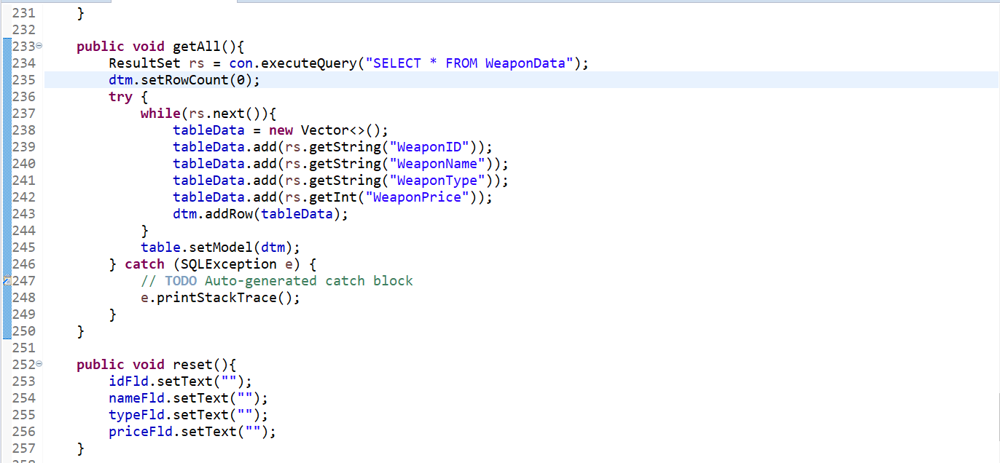 231     }
232
233     public void getAll(){
234         ResultSet rs = con.executeQuery("SELECT * FROM WeaponData");
235         dtm.setRowCount(0);
236         try {
237             while(rs.next()){
238                 tableData = new Vector<>();
239                 tableData.add(rs.getString("WeaponID"));
240                 tableData.add(rs.getString("WeaponName"));
241                 tableData.add(rs.getString("WeaponType"));
242                 tableData.add(rs.getInt("WeaponPrice"));
243                 dtm.addRow(tableData);
244             }
245             table.setModel(dtm);
246         } catch (SQLException e) {
247             // TODO Auto-generated catch block
248             e.printStackTrace();
249         }
250     }
251
252     public void reset(){
253         idFld.setText("");
254         nameFld.setText("");
255         typeFld.setText("");
256         priceFld.setText("");
257     }